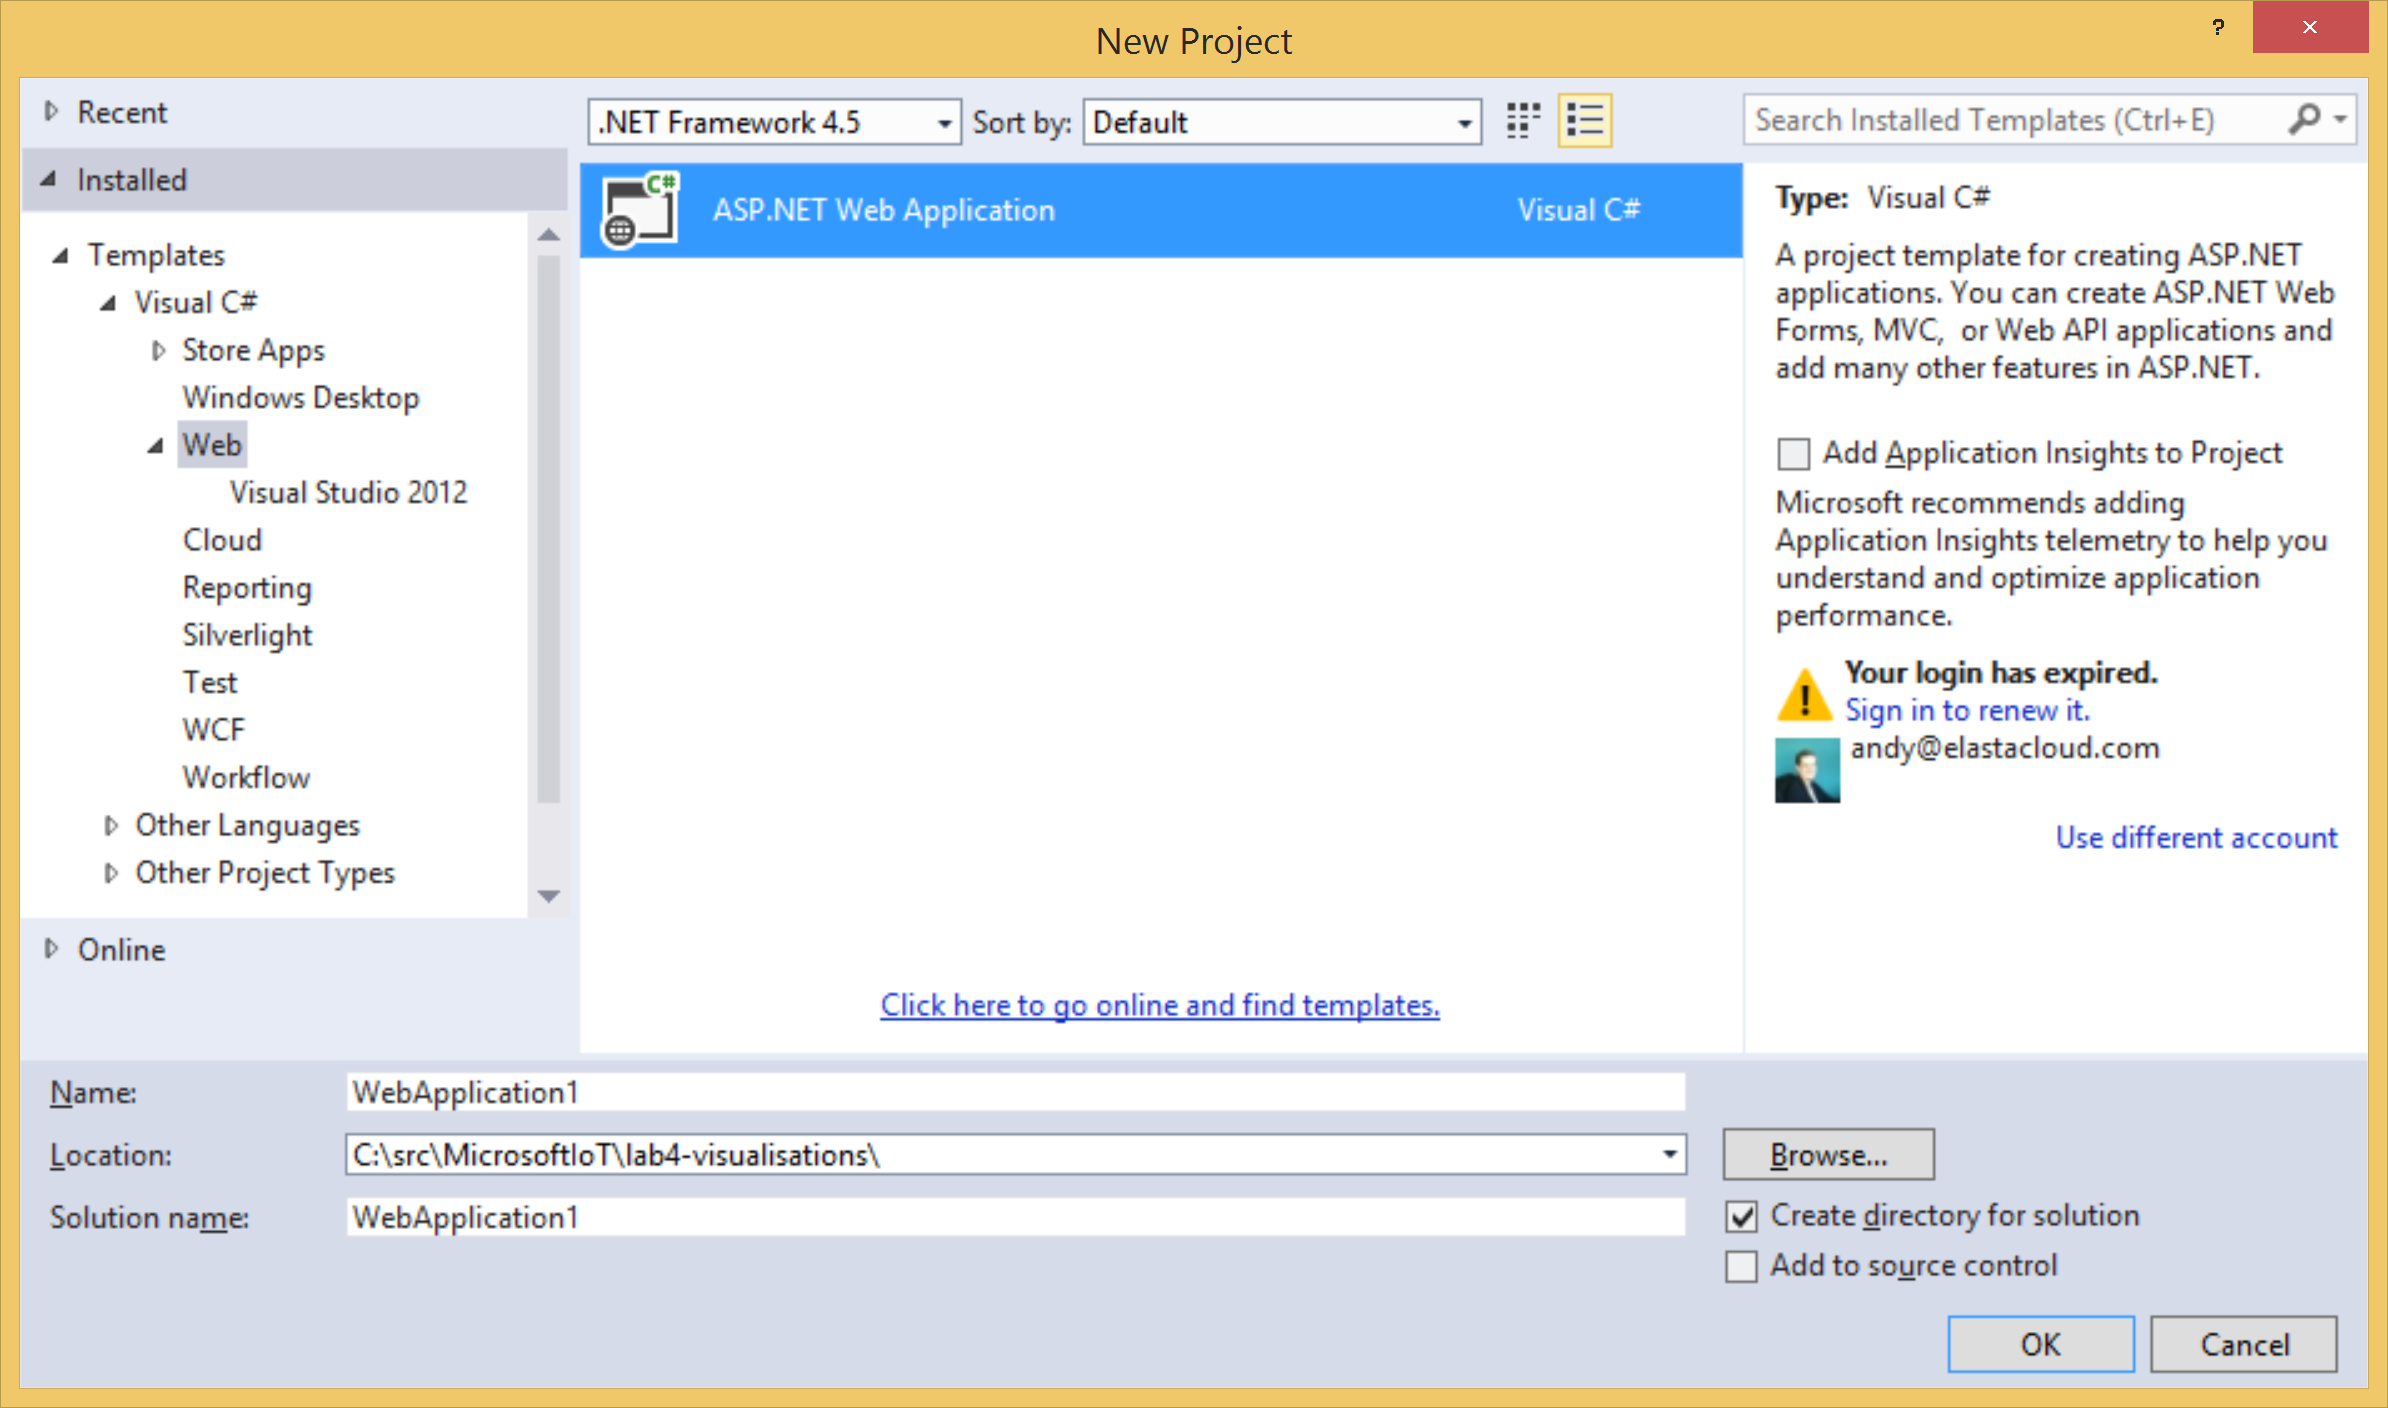 New Project
?
Recent
Installed
Templates
Visual C#
Store Apps
Windows Desktop
Web
Visual Studio 2012
Cloud
Reporting
Silverlight
Test
WCF
Workflow
Other Languages
Other Project Types
Online
.NET Framework 4.5
Sort by:
Default
Search Installed Templates (Ctrl+E)
C#
ASP.NET Web Application
Visual C#
Click here to go online and find templates.
Type: Visual C#
A project template for creating ASP.NET
applications. You can create ASP.NET Web
Forms, MVC,  or Web API applications and
add many other features in ASP.NET.
Add Application Insights to Project
Microsoft recommends adding
Application Insights telemetry to help you
understand and optimize application
performance.
Your login has expired.
Sign in to renew it.
andy@elastacloud.com
Use different account
Name:
WebApplication1
Location:
C:\src\MicrosoftIoT\lab4-visualisations\
Browse...
Solution name:
WebApplication1
Create directory for solution
Add to source control
OK
Cancel